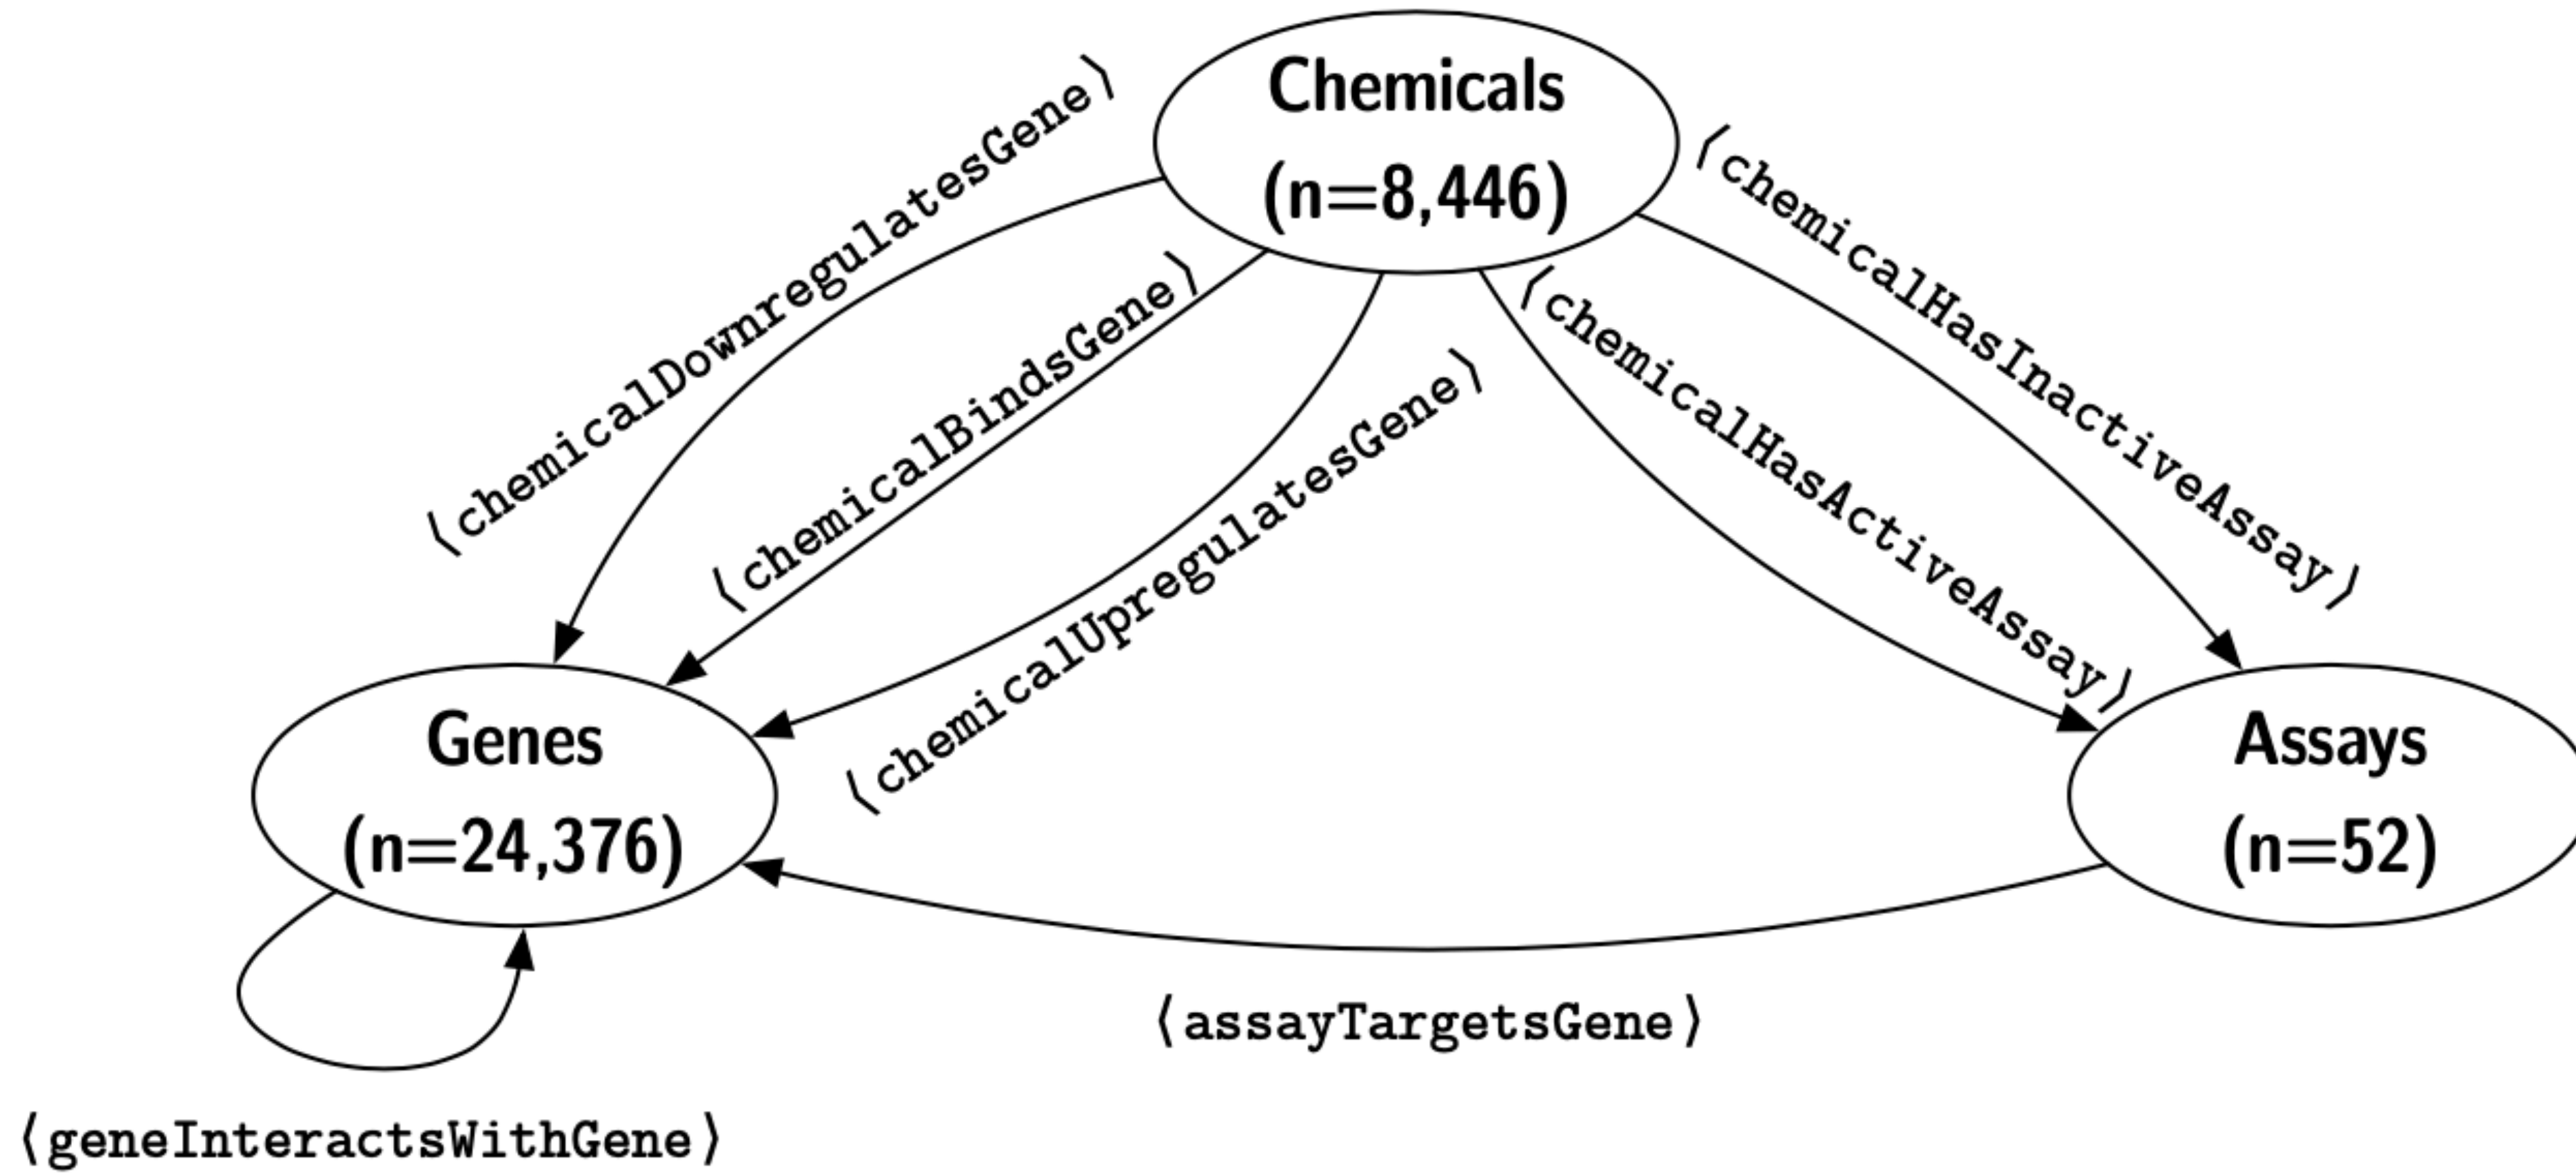 Chemicals
(n=8,446)
⟨chemicalDownregulatesGene⟩
⟨chemicalBindsGene⟩
⟨chemicalUpregulatesGene⟩
⟨chemicalHasActiveAssay⟩
⟨chemicalHasInactiveAssay⟩
Genes
(n=24,376)
Assays
(n=52)
⟨assayTargetsGene⟩
⟨geneInteractsWithGene⟩